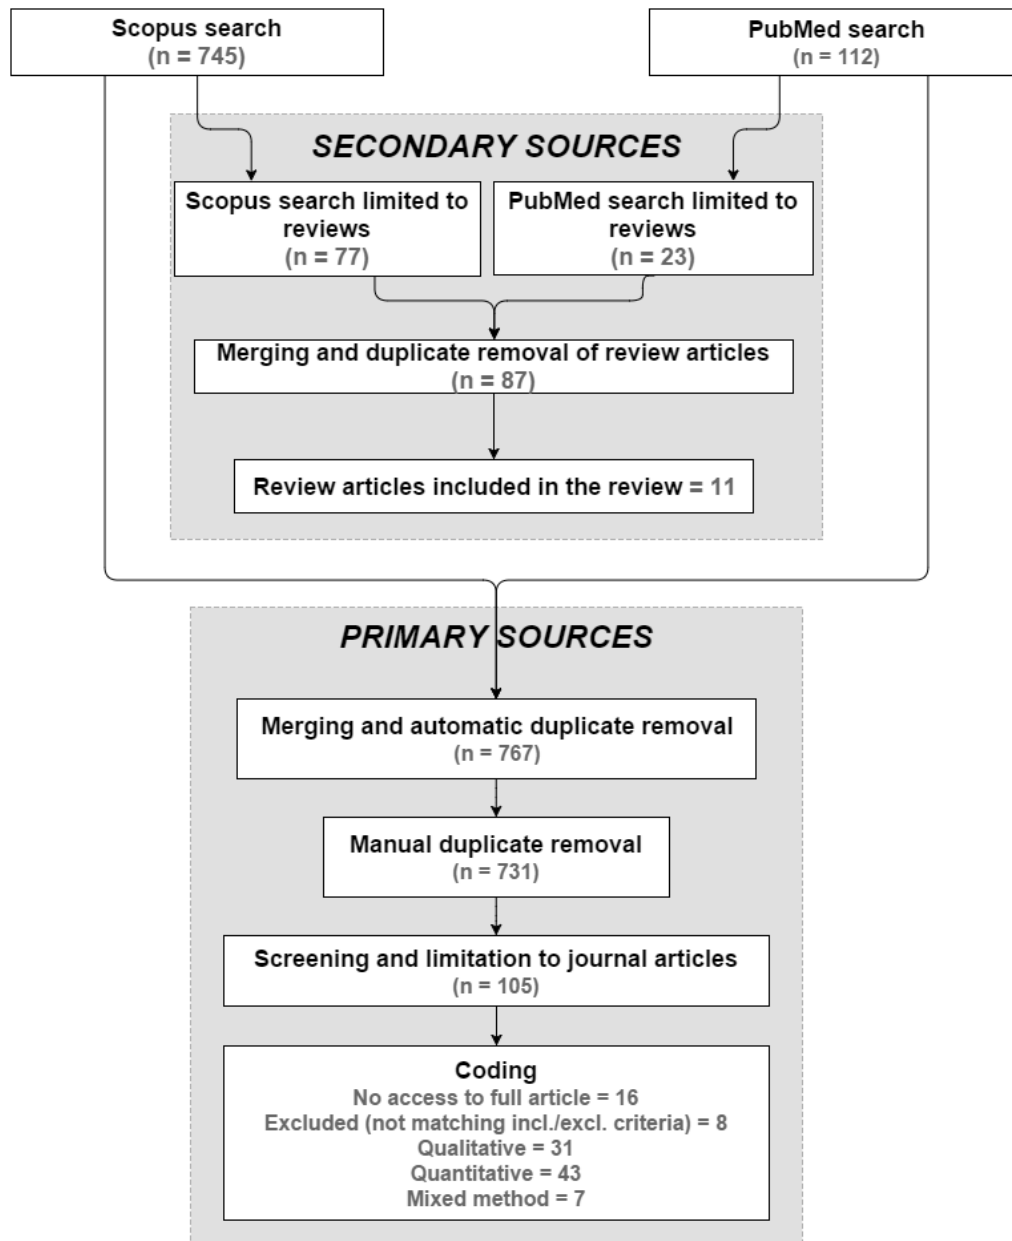 Scopus search
(n = 745)
PubMed search
(n = 112)
SECONDARY SOURCES
Scopus search limited to
reviews
(n = 77)
PubMed search limited to
reviews
(n = 23)
Merging and duplicate removal of review articles
(n = 87)
Review articles included in the review = 11
PRIMARY SOURCES
Merging and automatic duplicate removal
(n = 767)
Manual duplicate removal
(n = 731)
Screening and limitation to journal articles
(n = 105)
Coding
No access to full article = 16
Excluded (not matching incl./excl. criteria) = 8
Qualitative = 31
Quantitative = 43
Mixed method = 7